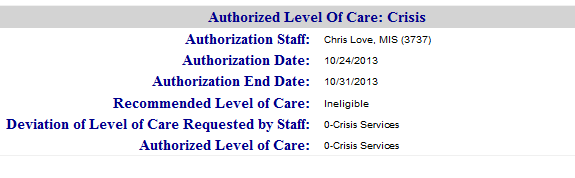 Authorized Level Of Care: Crisis
Authorization Staff: Chris Love, MIS (3737)
Authorization Date: 10/24/2013
Authorization End Date: 10/31/2013
Recommended Level of Care: Ineligible
Deviation of Level of Care Requested by Staff: 0-Crisis Services
Authorized Level of Care: 0-Crisis Services